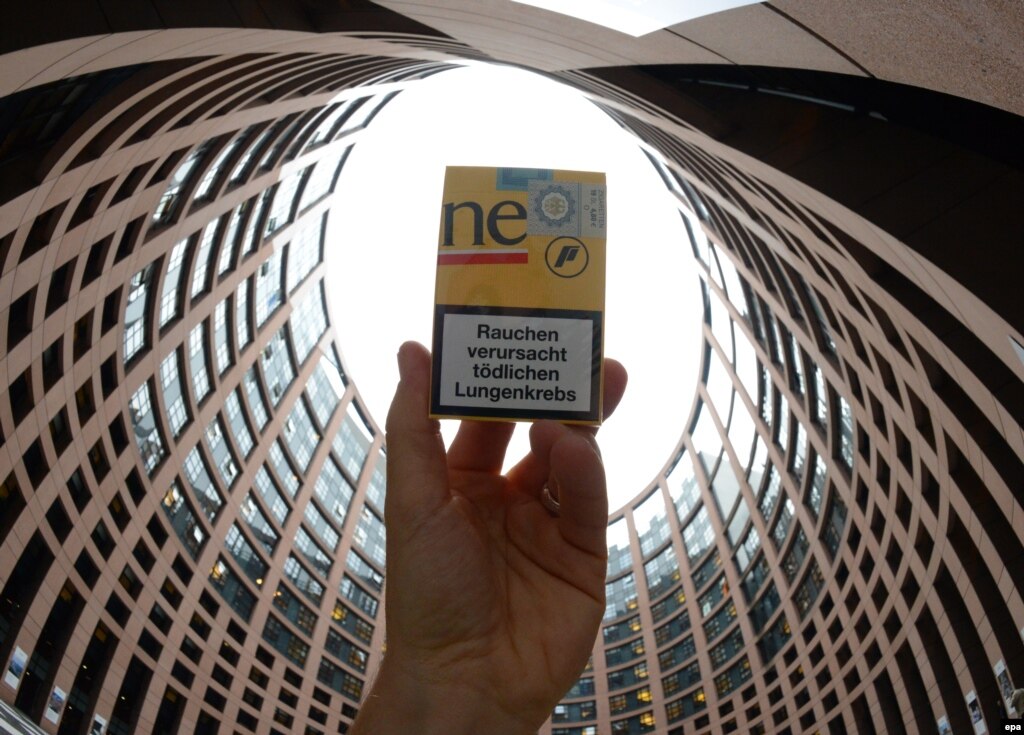 ne
Rauchen
verursacht
tödlichen
Lungenkrebs
epa